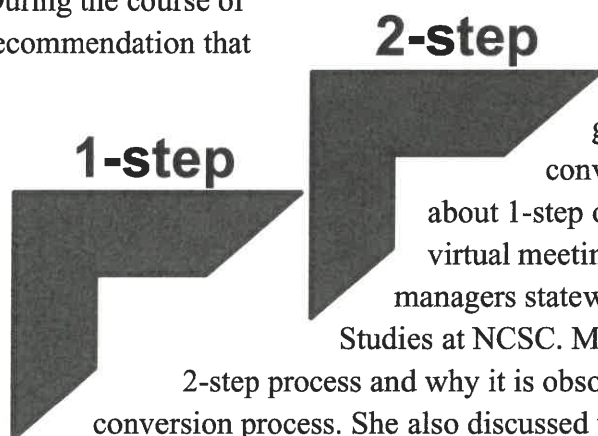 During the course of
ecommendation that
2-step
1-step
conv
about 1-step o
virtual meetin
managers statew
Studies at NCSC. M
2-step process and why it is obso
conversion process. She also discussed